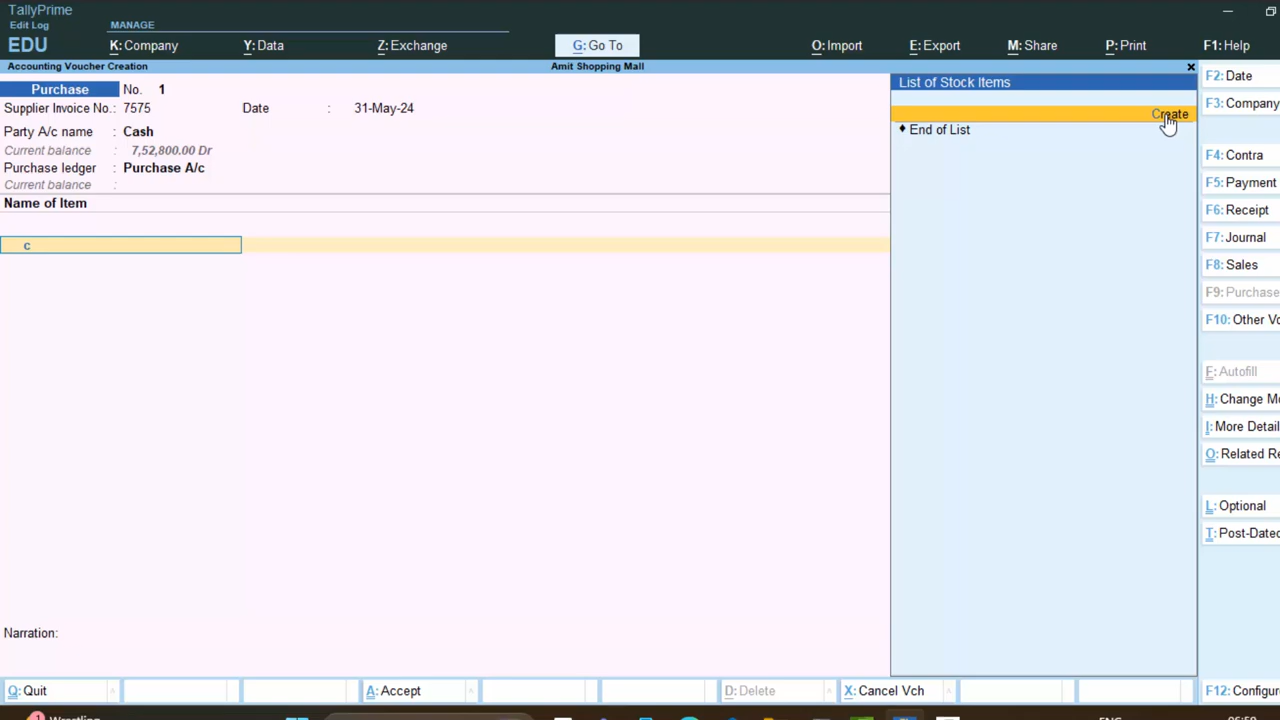 TallyPrime
Edit Log
MANAGE
EDU
K: Company
Y: Data
Z: Exchange
G: Go To
O: Import
E: Export
M: Share
P: Print
F1: Help
Accounting Voucher Creation
Amit Shopping Mall
×
Purchase No. 1
Supplier Invoice No.: 7575 Date : 31-May-24
Party A/c name : Cash
Current balance : 7,52,800.00 Dr
Purchase ledger : Purchase A/c
Current balance :
Name of Item
c
Narration:
List of Stock Items
Create
♦ End of List
F2: Date
F3: Company
F4: Contra
F5: Payment
F6: Receipt
F7: Journal
F8: Sales
F9: Purchase
F10: Other Vo
F: Autofill
H: Change Mo
I: More Detail
O: Related Re
L: Optional
T: Post-Dated
F12: Configur
Q: Quit
A: Accept
D: Delete
X: Cancel Vch